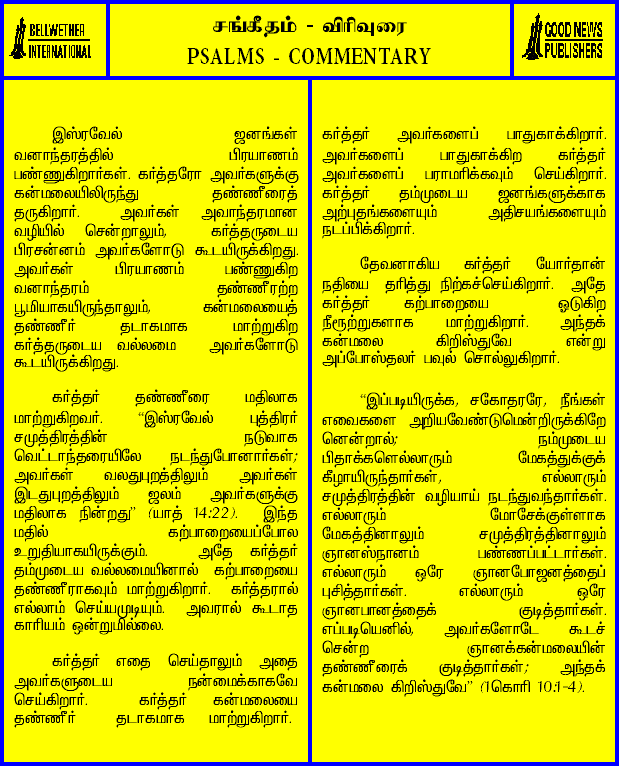 BELLWETHER
INTERNATIONAL
சங்கீதம் - விரிவுரை
PSALMS - COMMENTARY
GOOD NEWS
PUBLISHERS
இஸ்ரவேல் ஜனங்கள்
வனாந்தரத்தில் பிரயாணம்
பண்ணுகிறார்கள். கர்த்தரோ அவர்களுக்கு
கன்மலையிலிருந்து தண்ணீரைத்
தருகிறார். அவர்கள் அவாந்தரமான
வழியில் சென்றாலும், கர்த்தருடைய
பிரசன்னம் அவர்களோடு கூடயிருக்கிறது.
அவர்கள் பிரயாணம் பண்ணுகிற
வனாந்தரம் தண்ணீரற்ற
பூமியாகயிருந்தாலும், கன்மலையைத்
தண்ணீர் தடாகமாக மாற்றுகிற
கர்த்தருடைய வல்லமை அவர்களோடு
கூடயிருக்கிறது.
கர்த்தர் தண்ணீரை மதிலாக
மாற்றுகிறவர். “இஸ்ரவேல் புத்திரர்
சமுத்திரத்தின் நடுவாக
வெட்டாந்தரையிலே நடந்துபோனார்கள்;
அவர்கள் வலதுபுறத்திலும் அவர்கள்
இடதுபுறத்திலும் ஜலம் அவர்களுக்கு
மதிலாக நின்றது” (யாத் 14:22). இந்த
மதில் கற்பாறையைப்போல
உறுதியாகயிருக்கும். அதே கர்த்தர்
தம்முடைய வல்லமையினால் கற்பாறையை
தண்ணீராகவும் மாற்றுகிறார். கர்த்தரால்
எல்லாம் செய்யமுடியும். அவரால் கூடாத
காரியம் ஒன்றுமில்லை.
கர்த்தர் எதை செய்தாலும் அதை
அவர்களுடைய நன்மைக்காகவே
செய்கிறார். கர்த்தர் கன்மலையை
தண்ணீர் தடாகமாக மாற்றுகிறார்.
கர்த்தர் அவர்களைப் பாதுகாக்கிறார்.
அவர்களைப் பாதுகாக்கிற கர்த்தர்
அவர்களைப் பராமரிக்கவும் செய்கிறார்.
கர்த்தர் தம்முடைய ஜனங்களுக்காக
அற்புதங்களையும் அதிசயங்களையும்
நடப்பிக்கிறார்.
தேவனாகிய கர்த்தர் யோர்தான்
நதியை தரித்து நிற்கச்செய்கிறார். அதே
கர்த்தர் கற்பாறையை ஓடுகிற
நீரூற்றுகளாக மாற்றுகிறார். அந்தக்
கன்மலை கிறிஸ்துவே என்று
அப்போஸ்தலர் பவுல் சொல்லுகிறார்.
“இப்படியிருக்க, சகோதரரே, நீங்கள்
எவைகளை அறியவேண்டுமென்றிருக்கிறே
னென்றால்; நம்முடைய
பிதாக்களெல்லாரும் மேகத்துக்குக்
கீழாயிருந்தார்கள், எல்லாரும்
சமுத்திரத்தின் வழியாய் நடந்துவந்தார்கள்.
எல்லாரும் மோசேக்குள்ளாக
மேகத்தினாலும் சமுத்திரத்தினாலும்
ஞானஸ்நானம் பண்ணப்பட்டார்கள்.
எல்லாரும் ஒரே ஞானபோஜனத்தைப்
புசித்தார்கள். எல்லாரும் ஒரே
ஞானபானத்தைக் குடித்தார்கள்.
எப்படியெனில், அவர்களோடே கூடச்
சென்ற ஞானக்கன்மலையின்
தண்ணீரைக் குடித்தார்கள்; அந்தக்
கன்மலை கிறிஸ்துவே” (1கொரி 10:1-4).